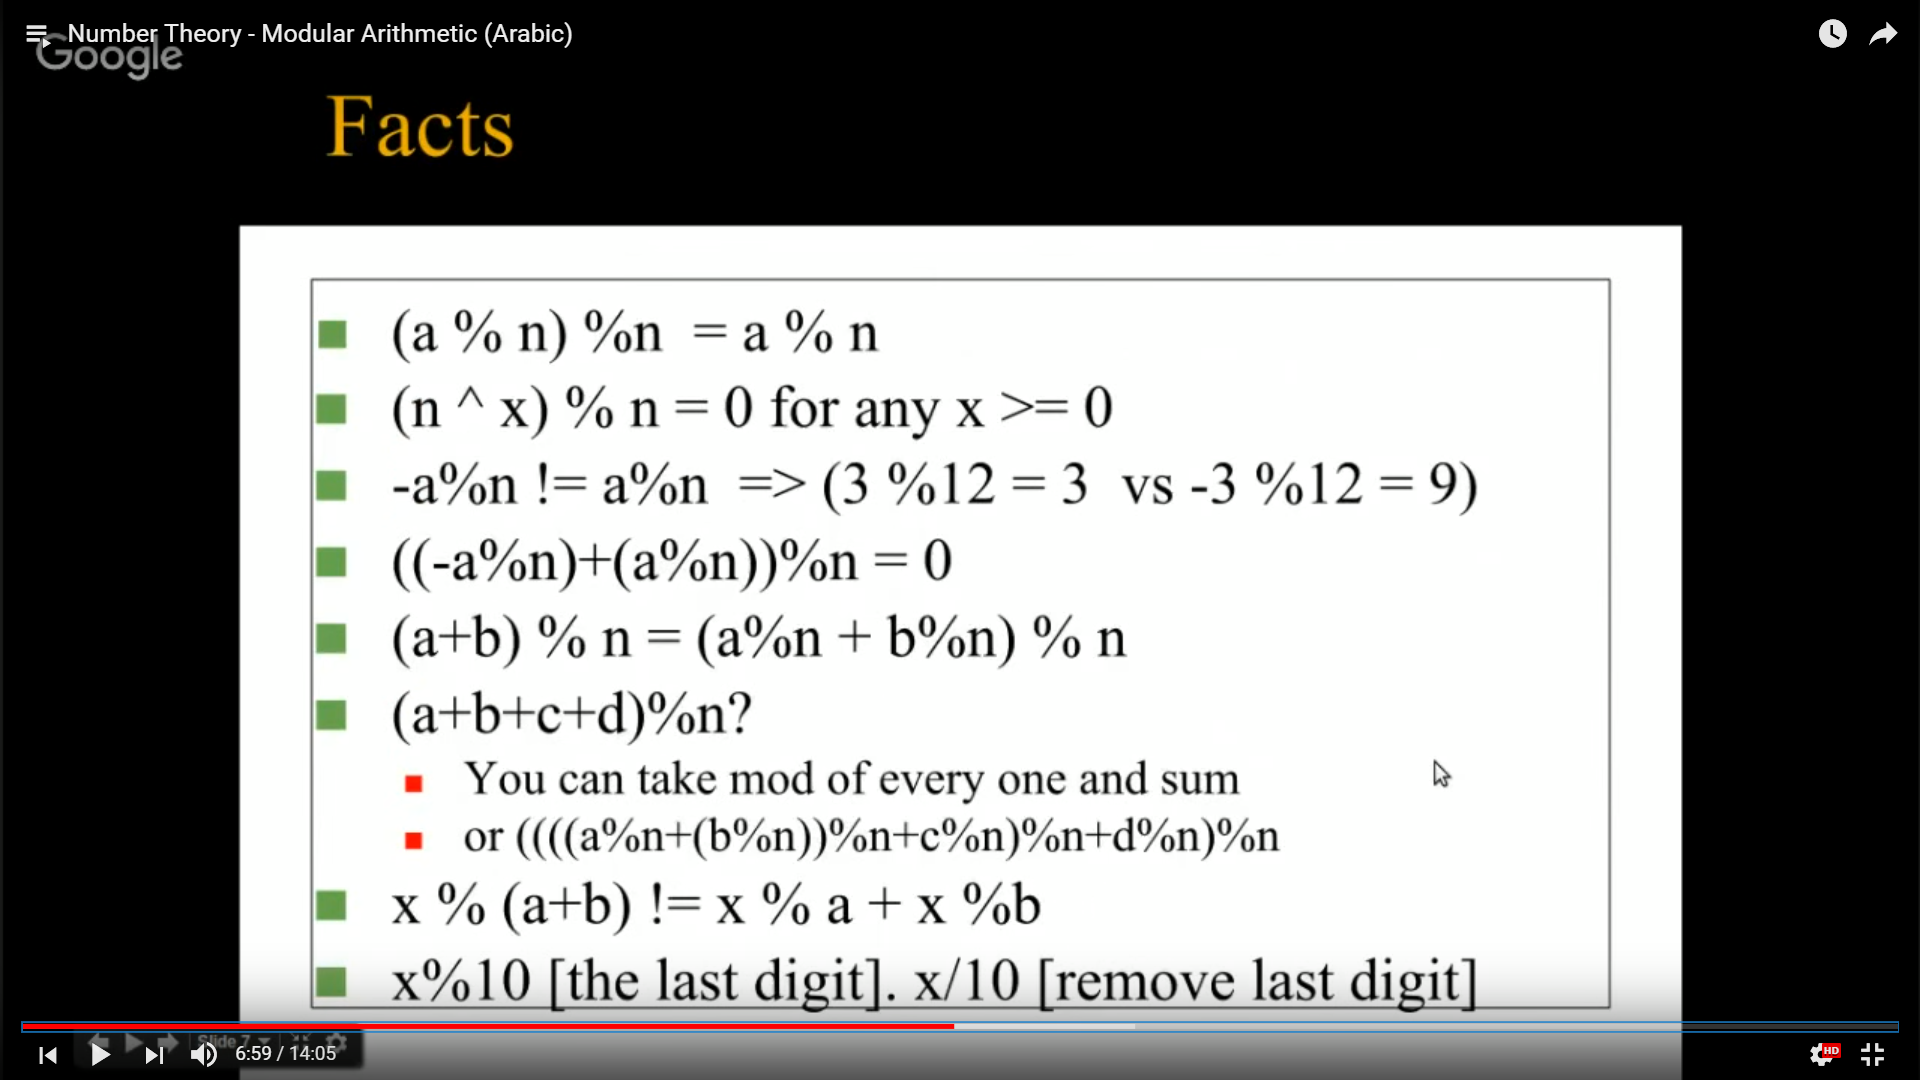 Number Theory - Modular Arithmetic (Arabic)
Google
Facts
(a % n) %n = a % n
(n ^ x) % n = 0 for any x >= 0
-a%n != a%n => (3 %12 = 3 vs -3 %12 = 9)
((-a%n)+(a%n))%n = 0
(a+b) % n = (a%n + b%n) % n
(a+b+c+d)%n?
You can take mod of every one and sum
or ((((a%n+(b%n))%n+c%n)%n+d%n)%n
x % (a+b) != x % a + x %b
x%10 [the last digit]. x/10 [remove last digit]
Slide 7
6:59 / 14:05
HD